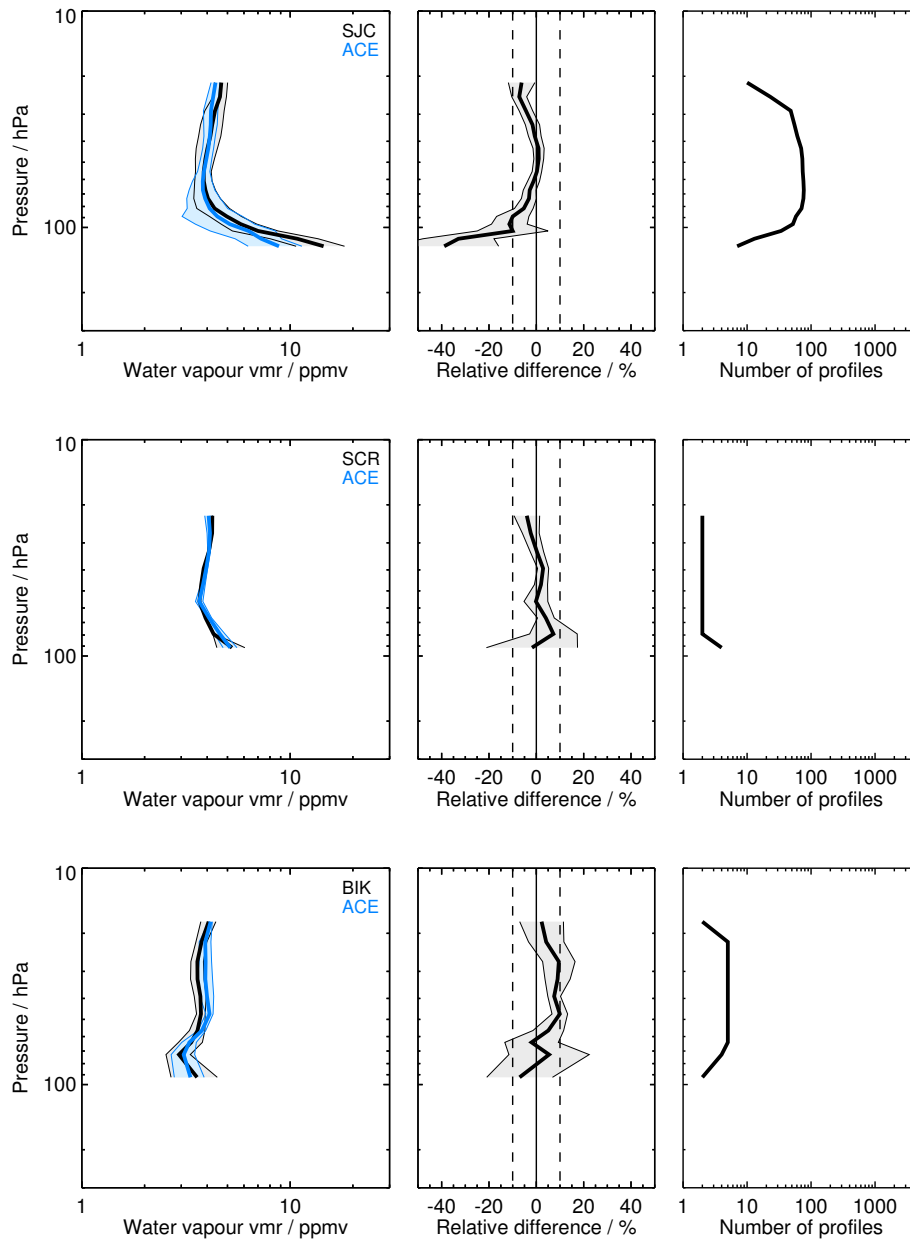 10
100
Pressure / hPa
SJC
ACE
1 10
Water vapour vmr / ppmv
-40 -20 0 20 40
Relative difference / %
1 10 100 1000
Number of profiles
10
100
Pressure / hPa
SCR
ACE
1 10
Water vapour vmr / ppmv
-40 -20 0 20 40
Relative difference / %
1 10 100 1000
Number of profiles
10
100
Pressure / hPa
BIK
ACE
1 10
Water vapour vmr / ppmv
-40 -20 0 20 40
Relative difference / %
1 10 100 1000
Number of profiles